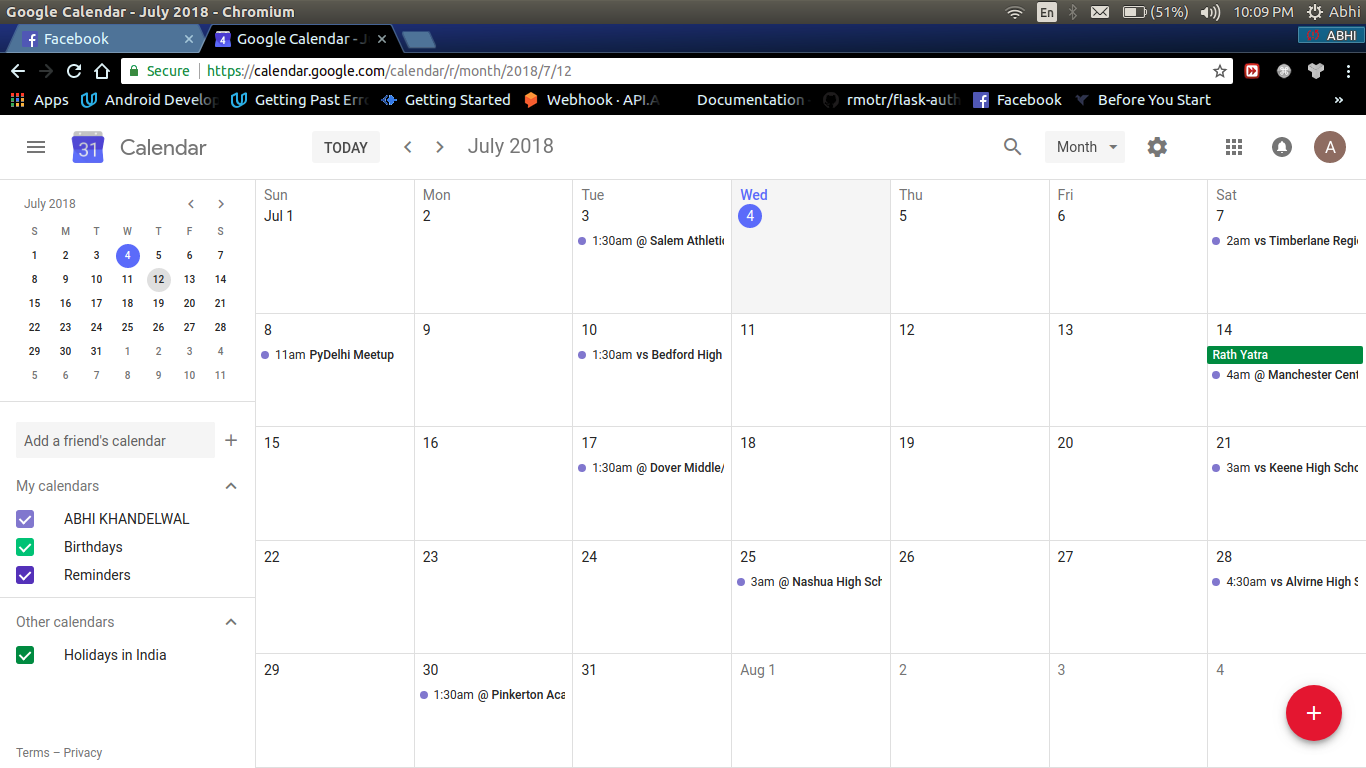 Google Calendar - July 2018 - Chromium
En
(51%)
10:09 PM
Abhi
Facebook
Google Calendar - J
ABHI
Secure
https://calendar.google.com/calendar/r/month/2018/7/12
Apps
Android Develop
Getting Past Erro
Getting Started
Webhook · API.A
Documentation
rmotr/flask-auth
Facebook
Before You Start
»
31
Calendar
TODAY
July 2018
Month
A
July 2018
S M T W T F S
1 2 3 4 5 6 7
8 9 10 11 12 13 14
15 16 17 18 19 20 21
22 23 24 25 26 27 28
29 30 31 1 2 3 4
5 6 7 8 9 10 11
Add a friend's calendar
My calendars
ABHI KHANDELWAL
Birthdays
Reminders
Other calendars
Holidays in India
Terms – Privacy
Sun Mon Tue Wed Thu Fri Sat
Jul 1 2 3 4 5 6 7
1:30am @ Salem Athletic
2am vs Timberlane Regi
8 9 10 11 12 13 14
11am PyDelhi Meetup
1:30am vs Bedford High
Rath Yatra
4am @ Manchester Cent
15 16 17 18 19 20 21
1:30am @ Dover Middle/
3am vs Keene High Scho
22 23 24 25 26 27 28
3am @ Nashua High Sch
4:30am vs Alvirne High S
29 30 31 Aug 1 2 3 4
1:30am @ Pinkerton Aca